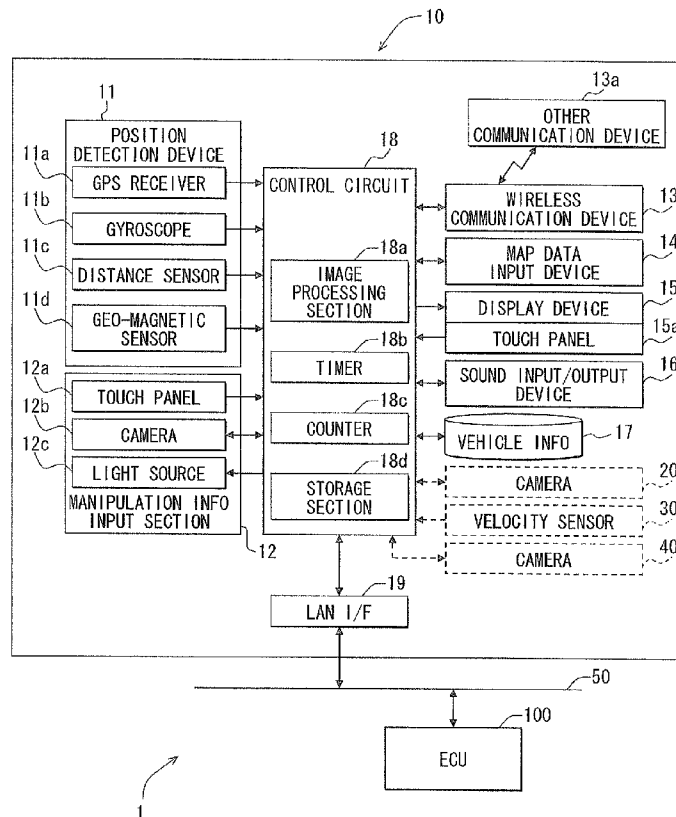 10
11
POSITION
DETECTION DEVICE
11a
GPS RECEIVER
11b
GYROSCOPE
11c
DISTANCE SENSOR
11d
GEO-MAGNETIC
SENSOR
12a
TOUCH PANEL
12b
CAMERA
12c
LIGHT SOURCE
MANIPULATION INFO
INPUT SECTION
12
18
CONTROL CIRCUIT
18a
IMAGE
PROCESSING
SECTION
18b
TIMER
18c
COUNTER
18d
STORAGE
SECTION
13a
OTHER
COMMUNICATION DEVICE
WIRELESS
COMMUNICATION DEVICE
13
MAP DATA
INPUT DEVICE
14
DISPLAY DEVICE
15
TOUCH PANEL
15a
SOUND INPUT/OUTPUT
DEVICE
16
VEHICLE INFO
17
CAMERA
20
VELOCITY SENSOR
30
CAMERA
40
19
LAN I/F
50
100
ECU
1